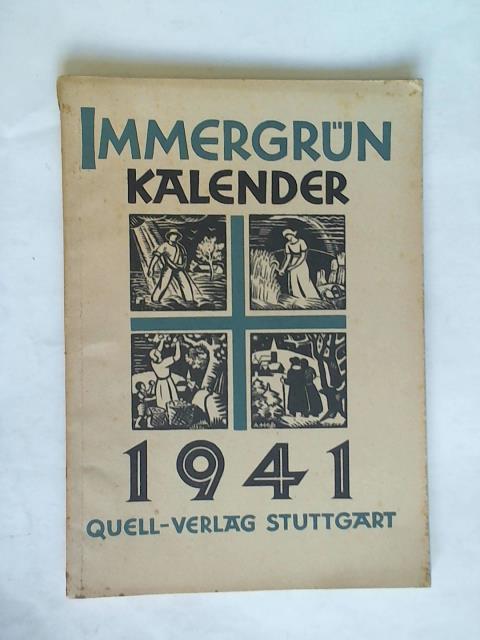 IMMERGRÜN
KALENDER
1941
QUELL-VERLAG STUTTGART